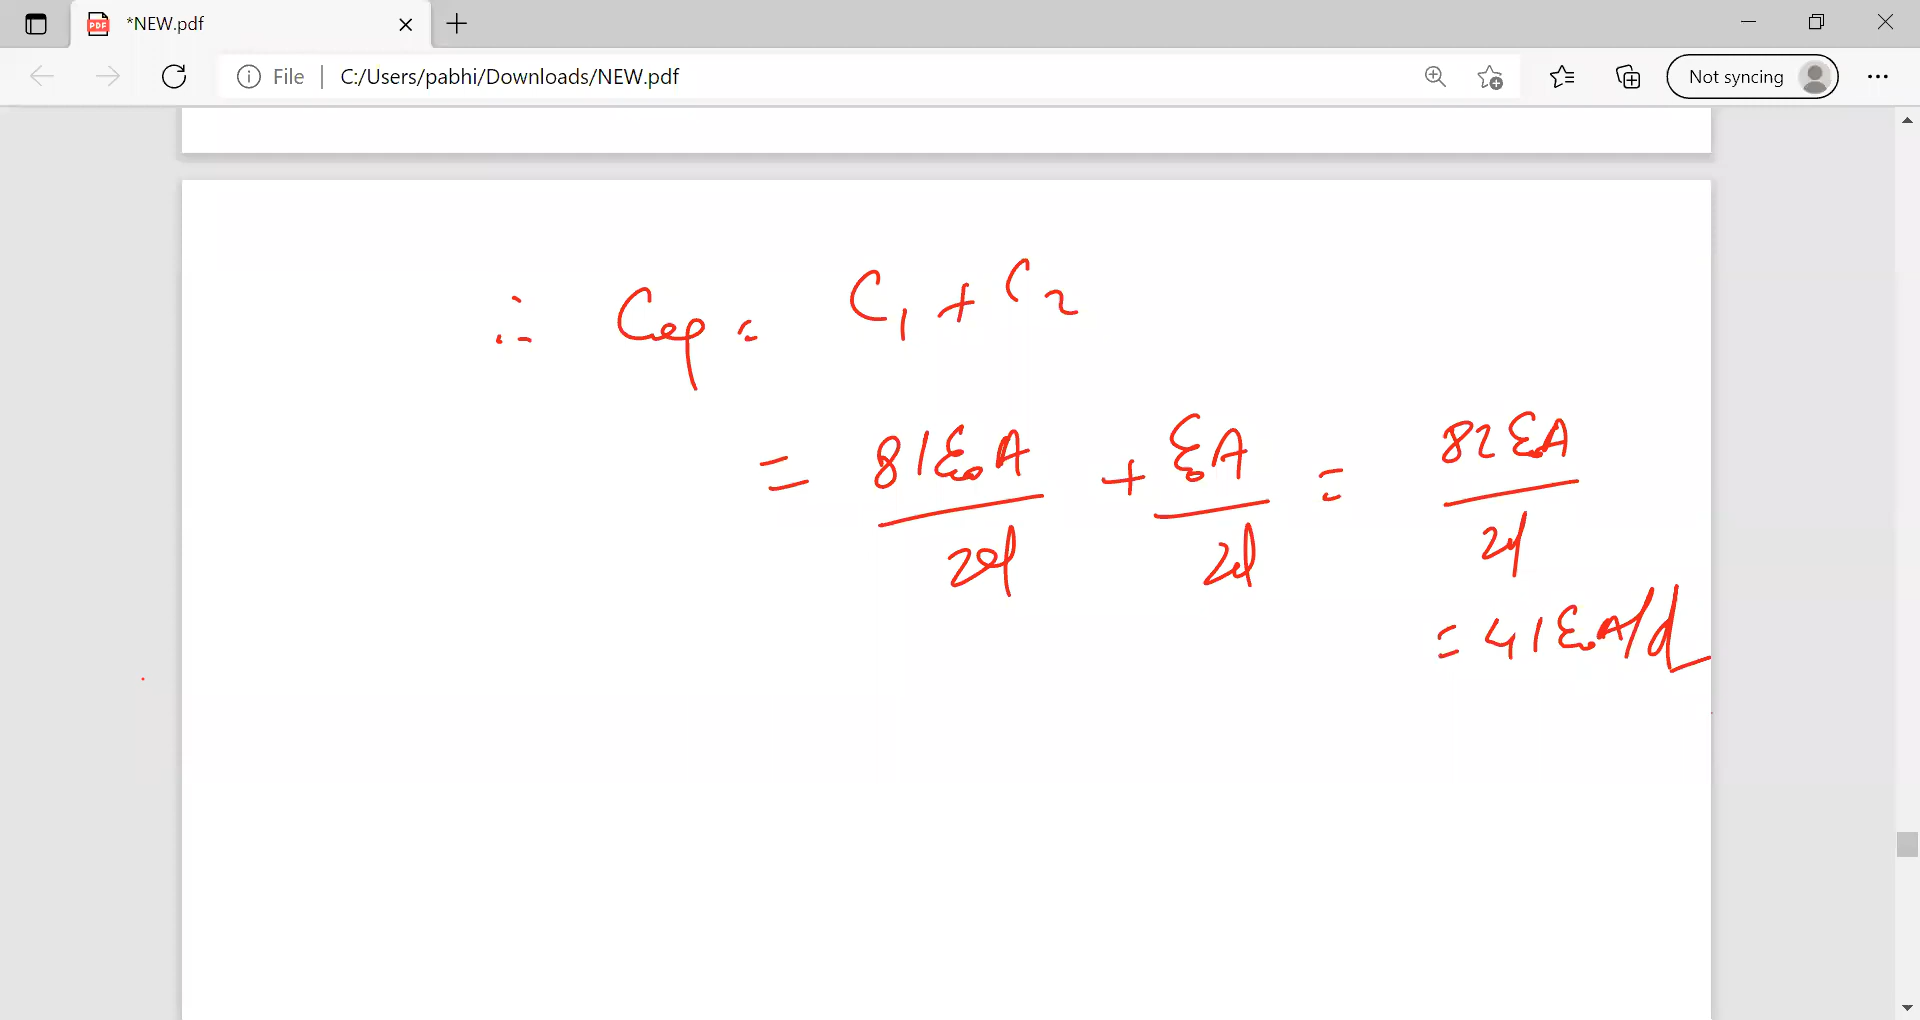 *NEW.pdf
File | C:/Users/pabhi/Downloads/NEW.pdf
Not syncing
∴ Ceq = C₁ + C₂
= 81ε₀A/2d + ε₀A/2d = 82ε₀A/2d
= 41ε₀A/d